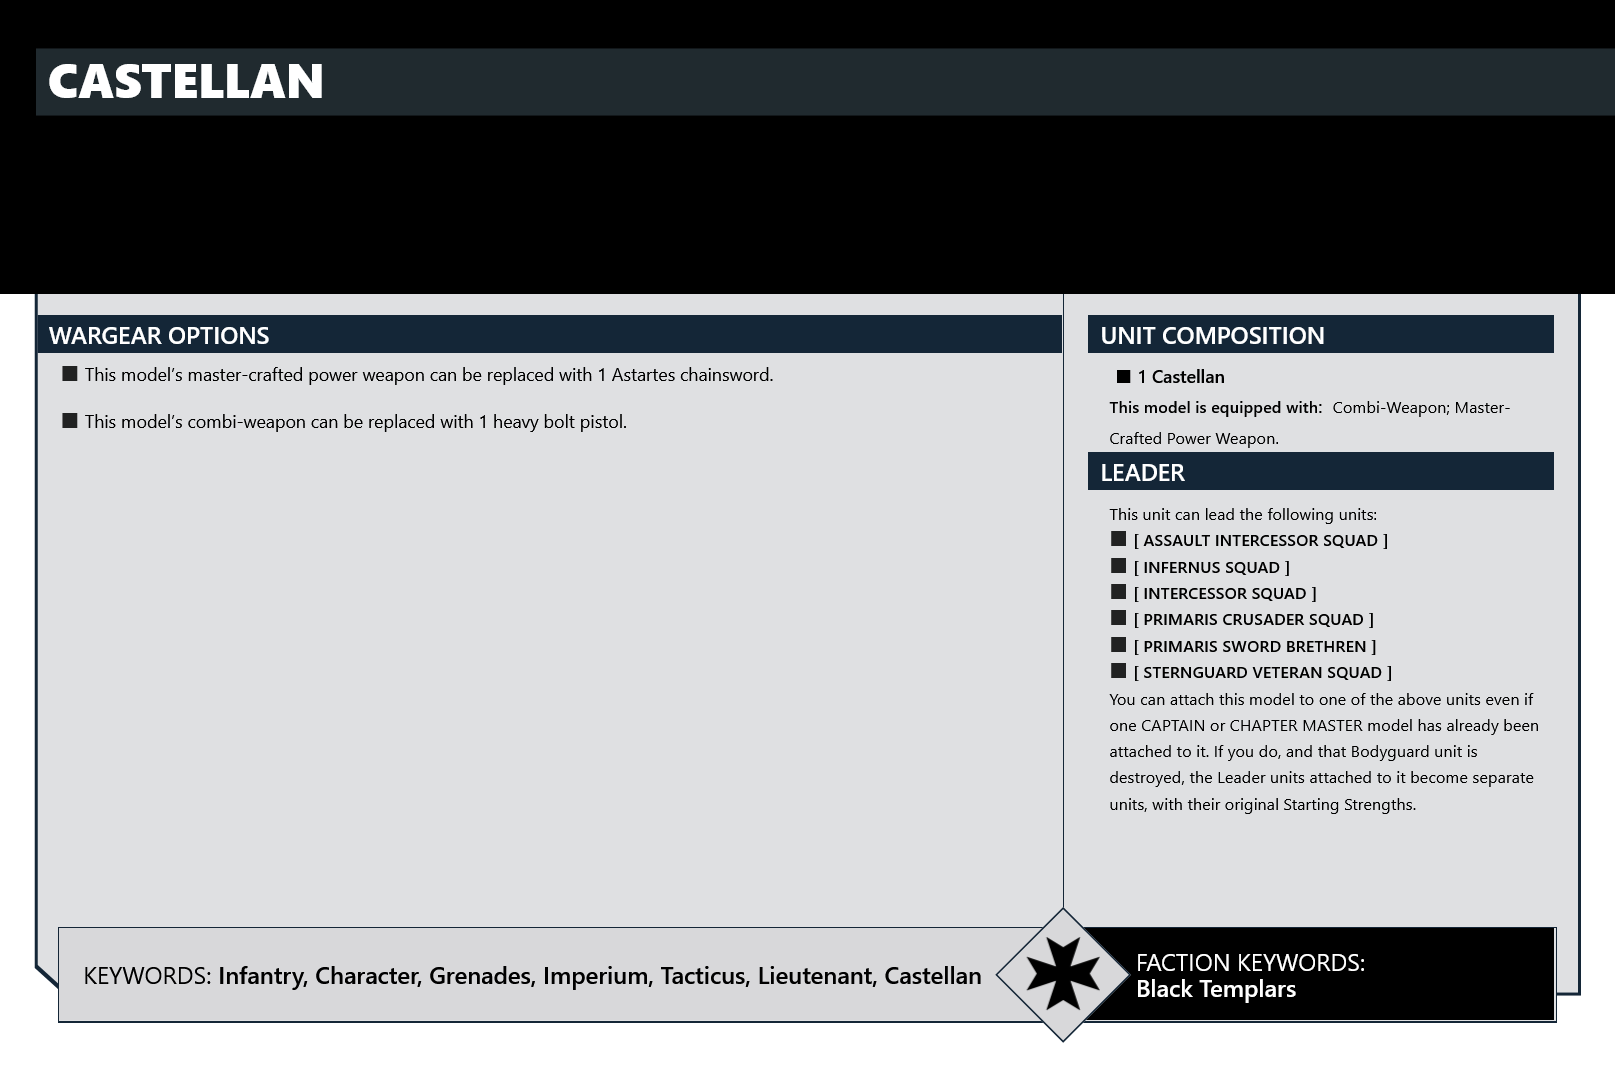 CASTELLAN
WARGEAR OPTIONS
■ This model's master-crafted power weapon can be replaced with 1 Astartes chainsword.
■ This model's combi-weapon can be replaced with 1 heavy bolt pistol.
UNIT COMPOSITION
■ 1 Castellan
This model is equipped with: Combi-Weapon; Master-
Crafted Power Weapon.
LEADER
This unit can lead the following units:
■ [ ASSAULT INTERCESSOR SQUAD ]
■ [ INFERNUS SQUAD ]
■ [ INTERCESSOR SQUAD ]
■ [ PRIMARIS CRUSADER SQUAD ]
■ [ PRIMARIS SWORD BRETHREN ]
■ [ STERNGUARD VETERAN SQUAD ]
You can attach this model to one of the above units even if
one CAPTAIN or CHAPTER MASTER model has already been
attached to it. If you do, and that Bodyguard unit is
destroyed, the Leader units attached to it become separate
units, with their original Starting Strengths.
KEYWORDS: Infantry, Character, Grenades, Imperium, Tacticus, Lieutenant, Castellan
FACTION KEYWORDS:
Black Templars